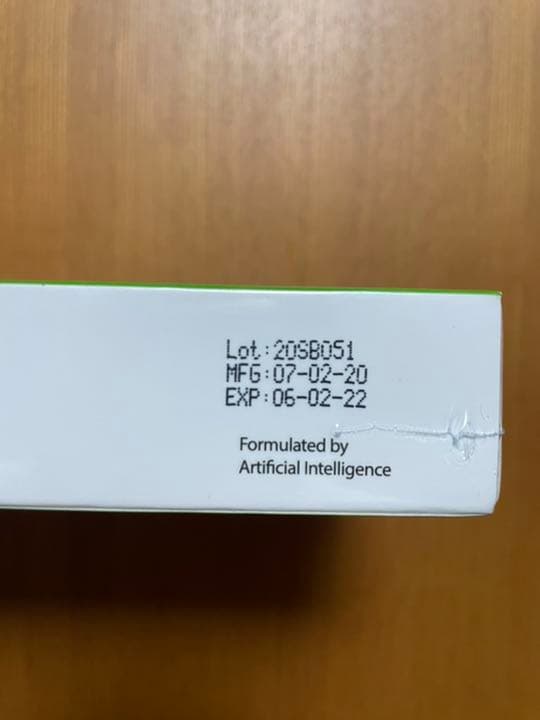 Lot:20SB051
MFG:07-02-20
EXP:06-02-22
Formulated by
Artificial Intelligence